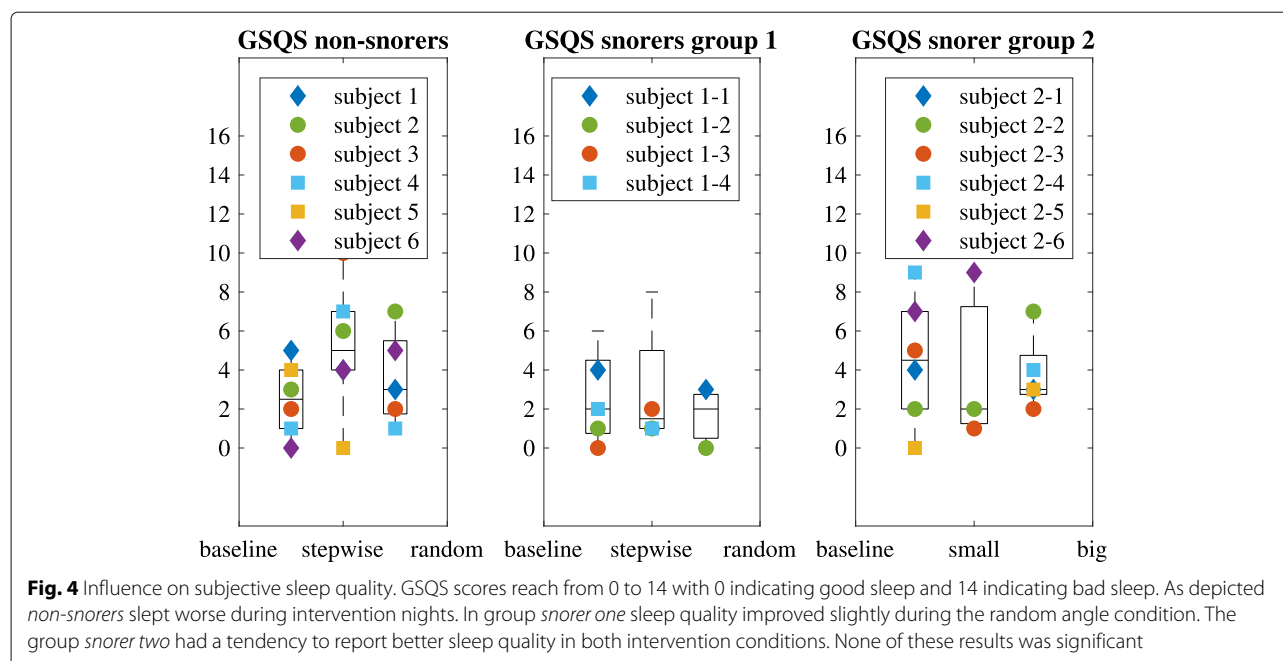 GSQS non-snorers
subject 1
subject 2
subject 3
subject 4
subject 5
subject 6
16
14
12
10
8
6
4
2
0
baseline stepwise random
GSQS snorers group 1
subject 1-1
subject 1-2
subject 1-3
subject 1-4
16
14
12
10
8
6
4
2
0
baseline stepwise random
GSQS snorer group 2
subject 2-1
subject 2-2
subject 2-3
subject 2-4
subject 2-5
subject 2-6
16
14
12
10
8
6
4
2
0
baseline small big
Fig. 4 Influence on subjective sleep quality. GSQS scores reach from 0 to 14 with 0 indicating good sleep and 14 indicating bad sleep. As depicted
non-snorers slept worse during intervention nights. In group snorer one sleep quality improved slightly during the random angle condition. The
group snorer two had a tendency to report better sleep quality in both intervention conditions. None of these results was significant